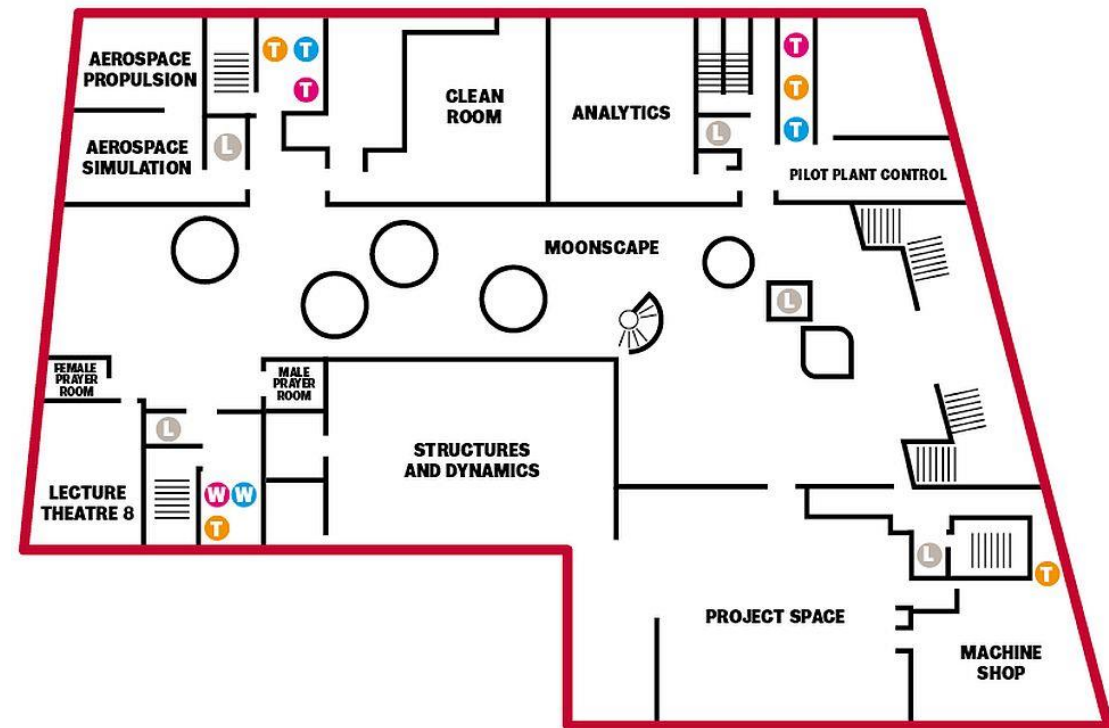 AEROSPACE
PROPULSION
T T
T
CLEAN
ROOM
ANALYTICS
T
T
T
L
L
AEROSPACE
SIMULATION
PILOT PLANT CONTROL
MOONSCAPE
L
FEMALE
PRAYER
ROOM
MALE
PRAYER
ROOM
L
STRUCTURES
AND DYNAMICS
LECTURE
THEATRE 8
W W
T
L
T
PROJECT SPACE
MACHINE
SHOP